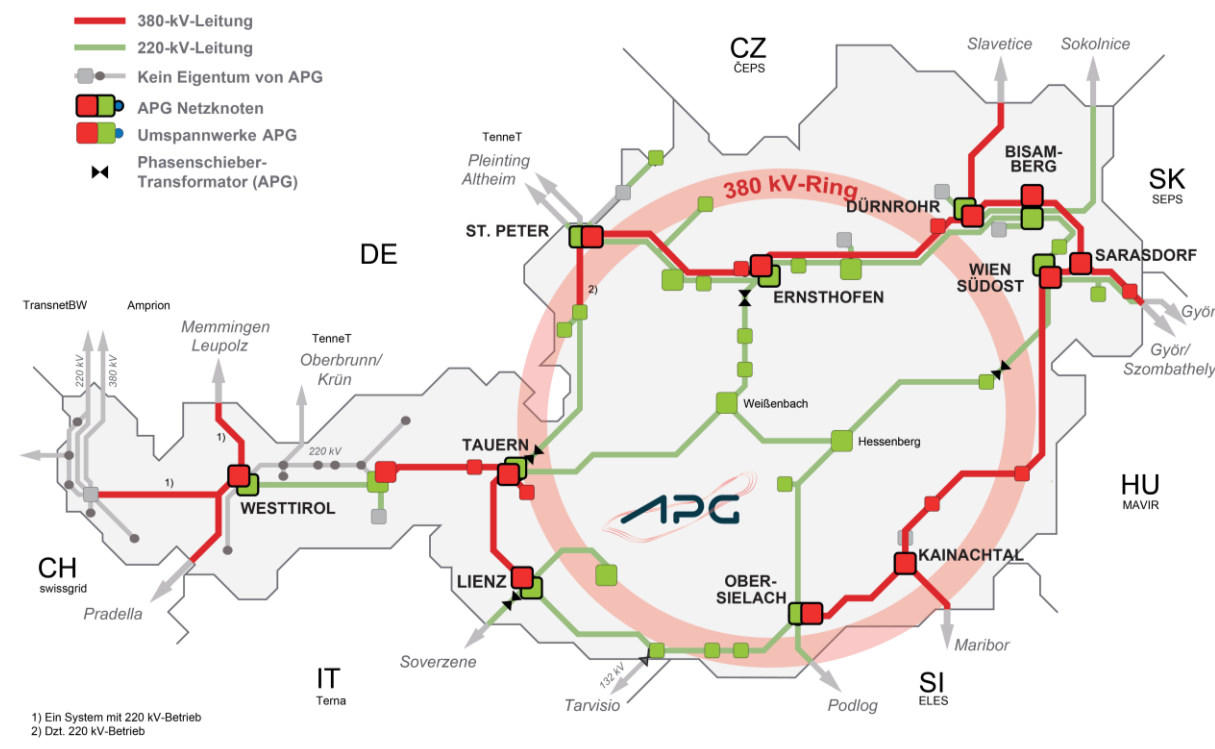 380-kV-Leitung
220-kV-Leitung
Kein Eigentum von APG
APG Netzknoten
Umspannwerke APG
Phasenschieber-
Transformator (APG)
CZ
ČEPS
Slavetice
Sokolnice
TenneT
Pleinting
Altheim
BISAM-
BERG
SK
SEPS
380 kV-Ring
DÜRNROHR
ST. PETER
DE
WIEN
SÜDOST
SARASDORF
ERNSTHOFEN
2)
TransnetBW
Amprion
Memmingen
Leupolz
TenneT
Oberbrunn/
Krün
Györ
Györ/
Szombathely
220 kV
380 kV
Weißenbach
Hessenberg
1)
220 kV
TAUERN
1)
WESTTIROL
APG
HU
MAVIR
CH
swissgrid
KAINACHTAL
LIENZ
OBER-
SIELACH
Pradella
Maribor
Soverzene
IT
Terna
132 kV
Tarvisio
Podlog
SI
ELES
1) Ein System mit 220 kV-Betrieb
2) Dzt. 220 kV-Betrieb